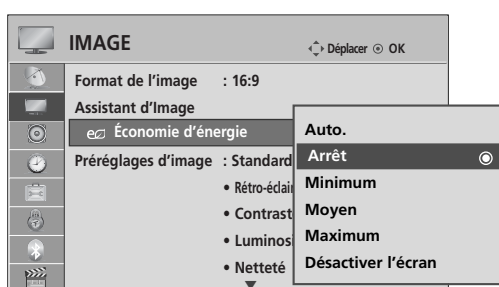 IMAGE
Déplacer OK
Format de l'image : 16:9
Assistant d'Image
Économie d'énergie
Préréglages d'image : Standard
• Rétro-éclai
• Contrast
• Luminos
• Netteté
Auto.
Arrêt
Minimum
Moyen
Maximum
Désactiver l'écran